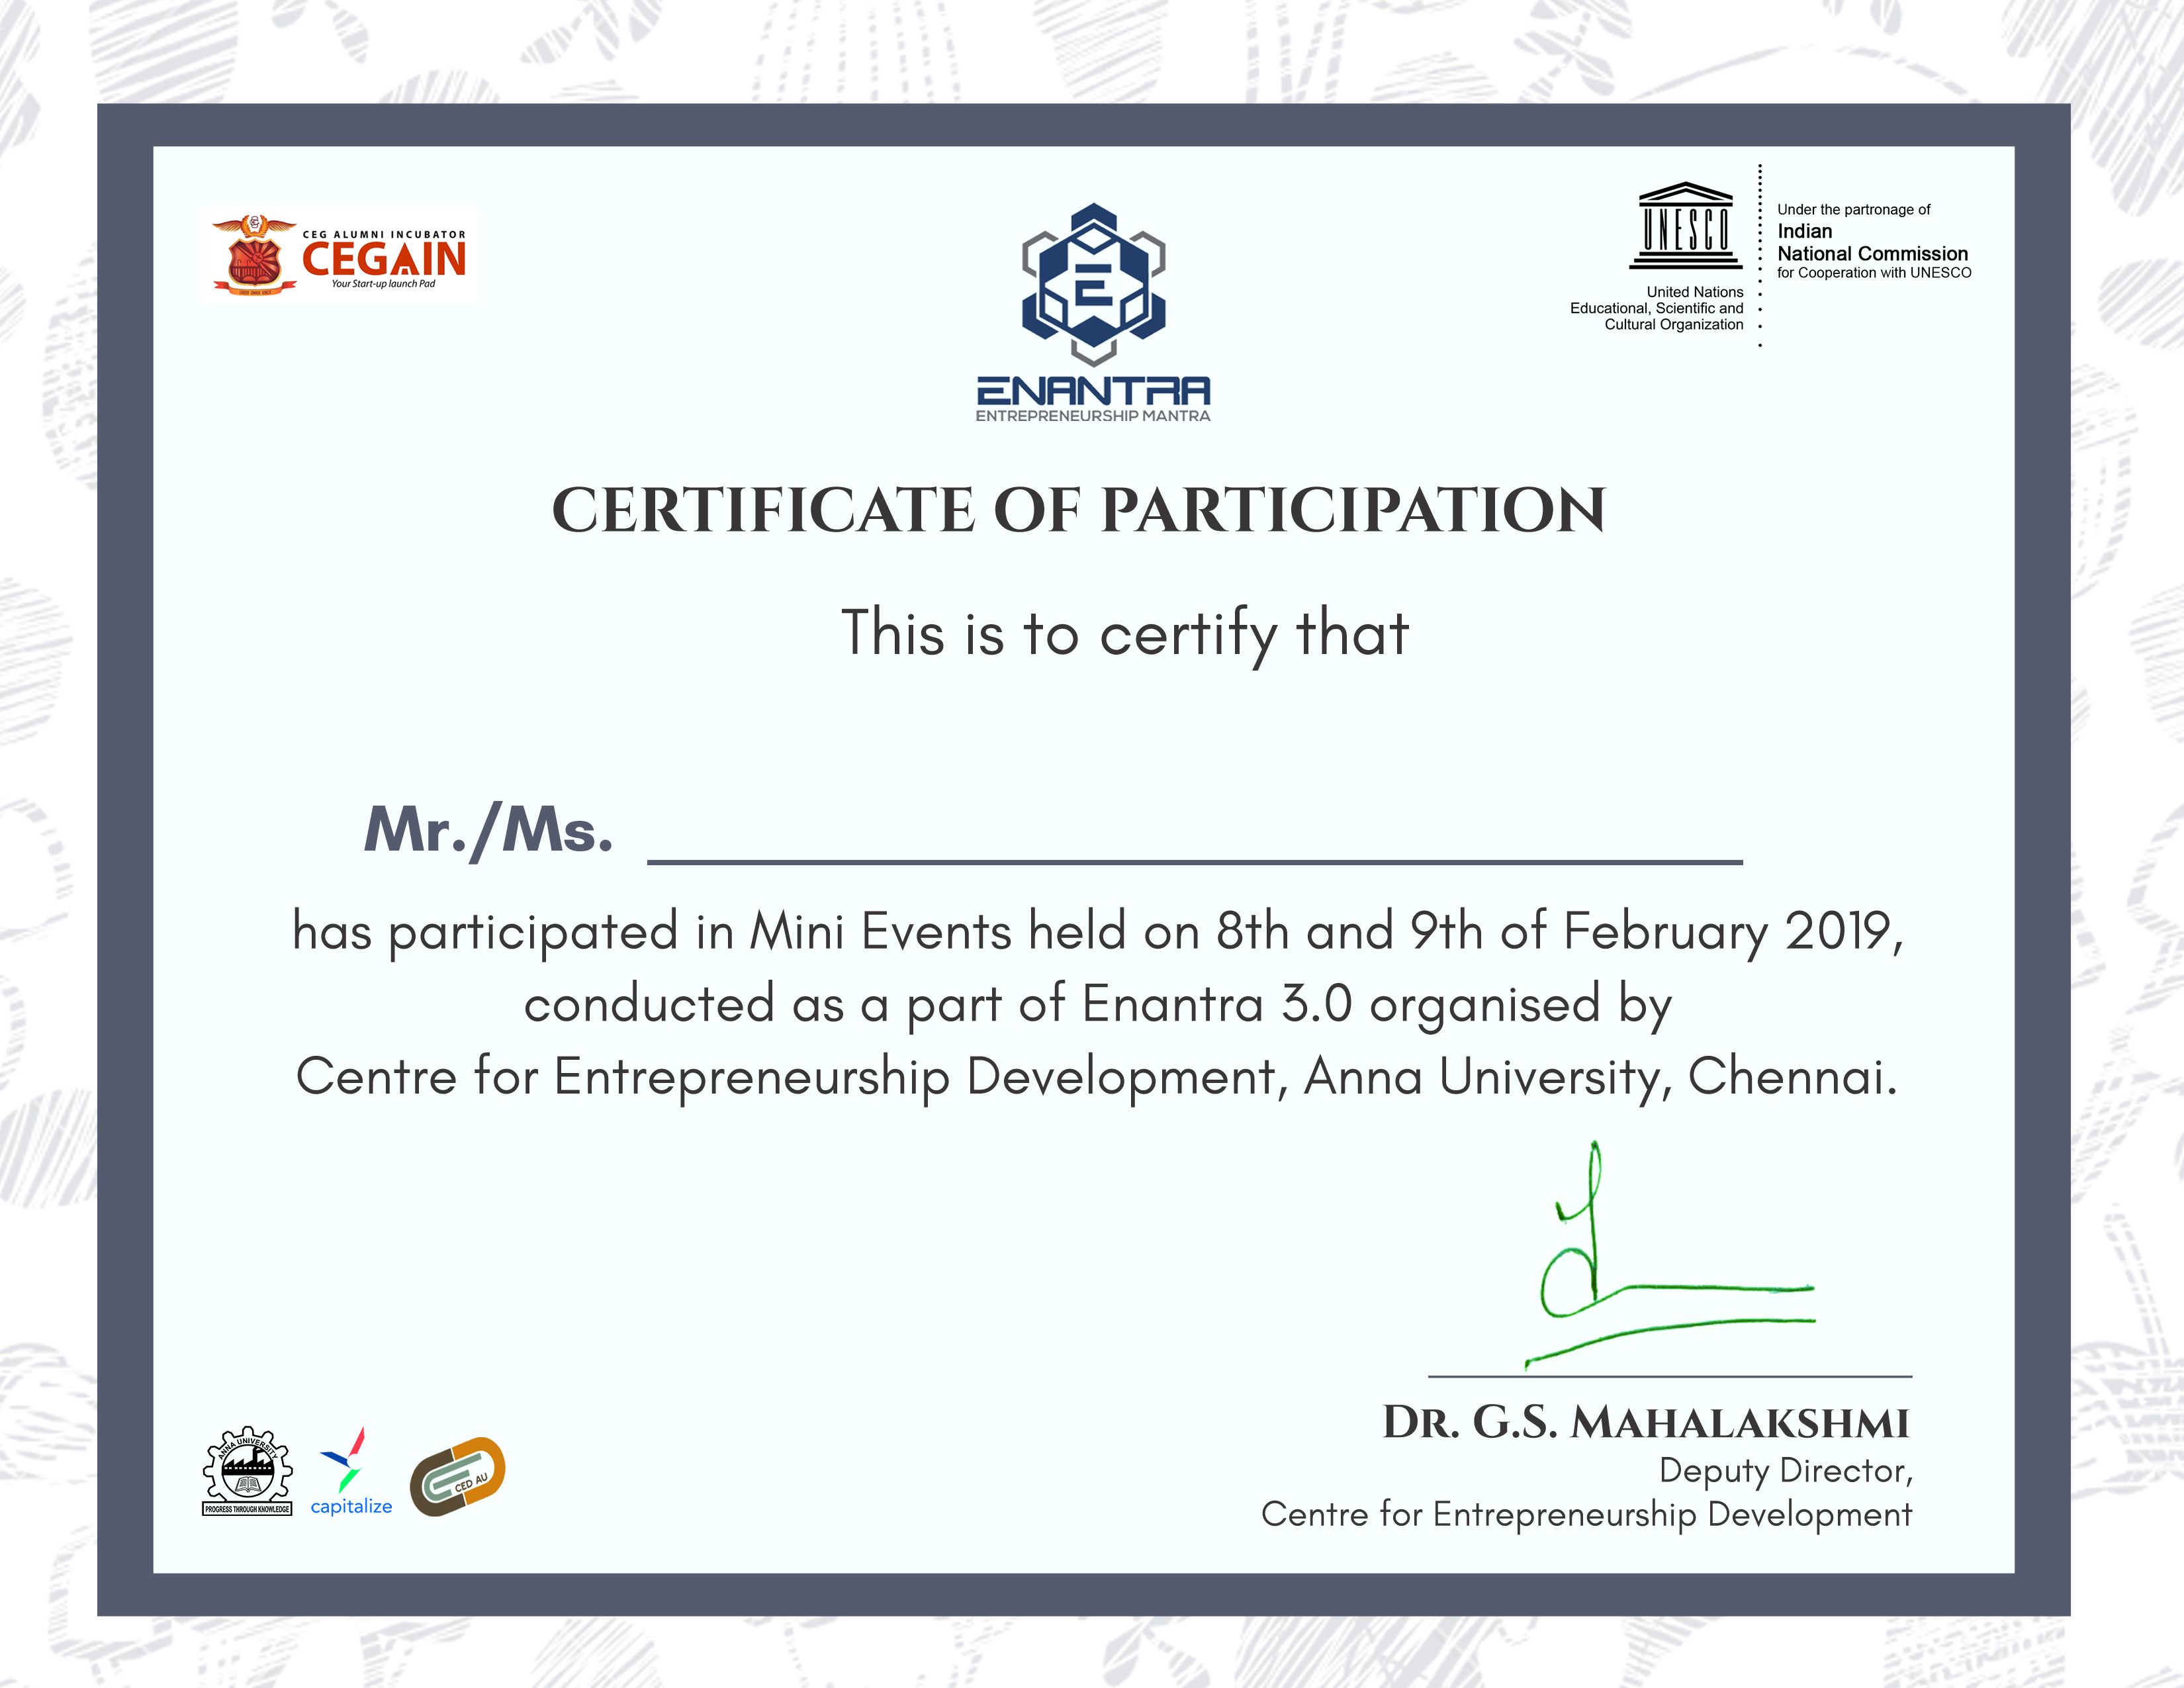 CEG ALUMNI INCUBATOR
CEGAIN
Your Start-up launch Pad
E
ENANTRA
ENTREPRENEURSHIP MANTRA
UNESCO
United Nations
Educational, Scientific and
Cultural Organization
Under the partronage of
Indian
National Commission
for Cooperation with UNESCO
CERTIFICATE OF PARTICIPATION
This is to certify that
Mr./Ms.
has participated in Mini Events held on 8th and 9th of February 2019,
conducted as a part of Enantra 3.0 organised by
Centre for Entrepreneurship Development, Anna University, Chennai.
DR. G.S. MAHALAKSHMI
Deputy Director,
Centre for Entrepreneurship Development
ANNA UNIVERSITY
PROGRESS THROUGH KNOWLEDGE
capitalize
CED AU